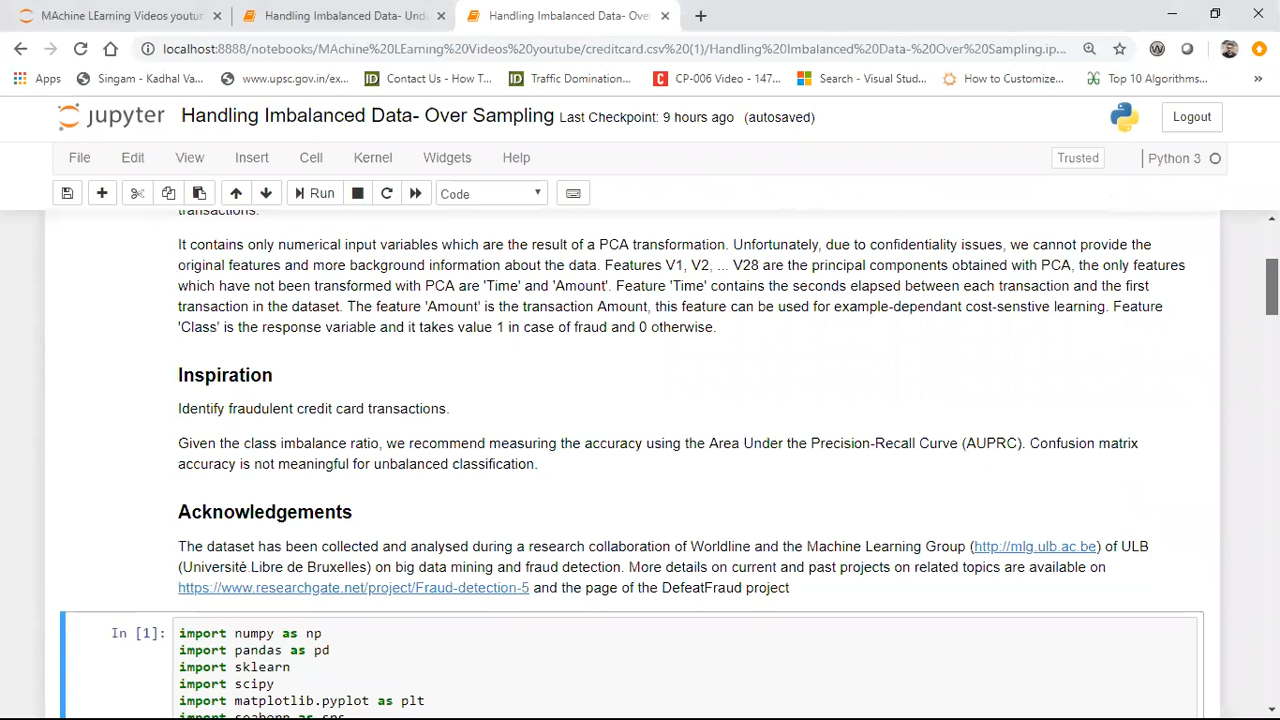 MAchine LEarning Videos youtut
Handling Imbalanced Data- Unde
Handling Imbalanced Data- Over
localhost:8888/notebooks/MAchine%20LEarning%20Videos%20youtube/creditcard.csv%20(1)/Handling%20Imbalanced%20Data-%20Over%20Sampling.ip...
Apps
Singam - Kadhal Va...
www.upsc.gov.in/ex...
ID Contact Us - How T...
ID Traffic Domination...
C CP-006 Video - 147...
Search - Visual Stud...
How to Customize...
Top 10 Algorithms...
»
jupyter Handling Imbalanced Data- Over Sampling Last Checkpoint: 9 hours ago (autosaved)
Logout
File Edit View Insert Cell Kernel Widgets Help
Trusted
Python 3
Run
Code
transactions.
It contains only numerical input variables which are the result of a PCA transformation. Unfortunately, due to confidentiality issues, we cannot provide the
original features and more background information about the data. Features V1, V2, ... V28 are the principal components obtained with PCA, the only features
which have not been transformed with PCA are 'Time' and 'Amount'. Feature 'Time' contains the seconds elapsed between each transaction and the first
transaction in the dataset. The feature 'Amount' is the transaction Amount, this feature can be used for example-dependant cost-senstive learning. Feature
'Class' is the response variable and it takes value 1 in case of fraud and 0 otherwise.
Inspiration
Identify fraudulent credit card transactions.
Given the class imbalance ratio, we recommend measuring the accuracy using the Area Under the Precision-Recall Curve (AUPRC). Confusion matrix
accuracy is not meaningful for unbalanced classification.
Acknowledgements
The dataset has been collected and analysed during a research collaboration of Worldline and the Machine Learning Group (http://mlg.ulb.ac.be) of ULB
(Université Libre de Bruxelles) on big data mining and fraud detection. More details on current and past projects on related topics are available on
https://www.researchgate.net/project/Fraud-detection-5 and the page of the DefeatFraud project
In [1]:
import numpy as np
import pandas as pd
import sklearn
import scipy
import matplotlib.pyplot as plt
import seaborn as sns